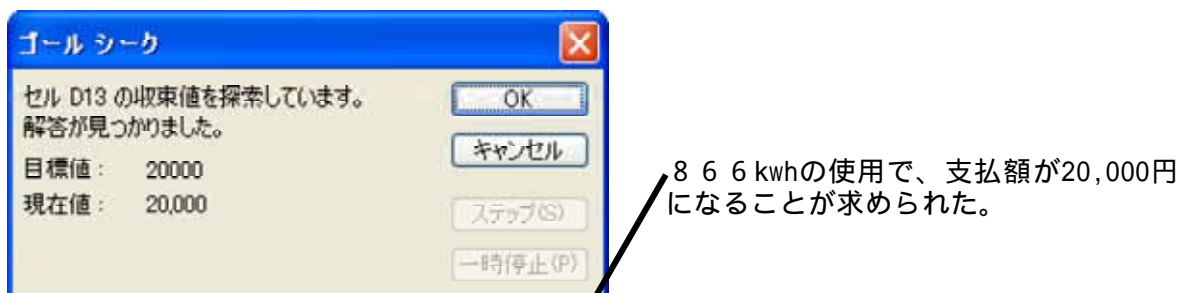 ゴール シーク
セル D13 の収束値を探索しています。
解答が見つかりました。
目標値： 20000
現在値： 20,000
OK
キャンセル
ステップ(S)
一時停止(P)
８６６kwhの使用で、支払額が20,000円
になることが求められた。